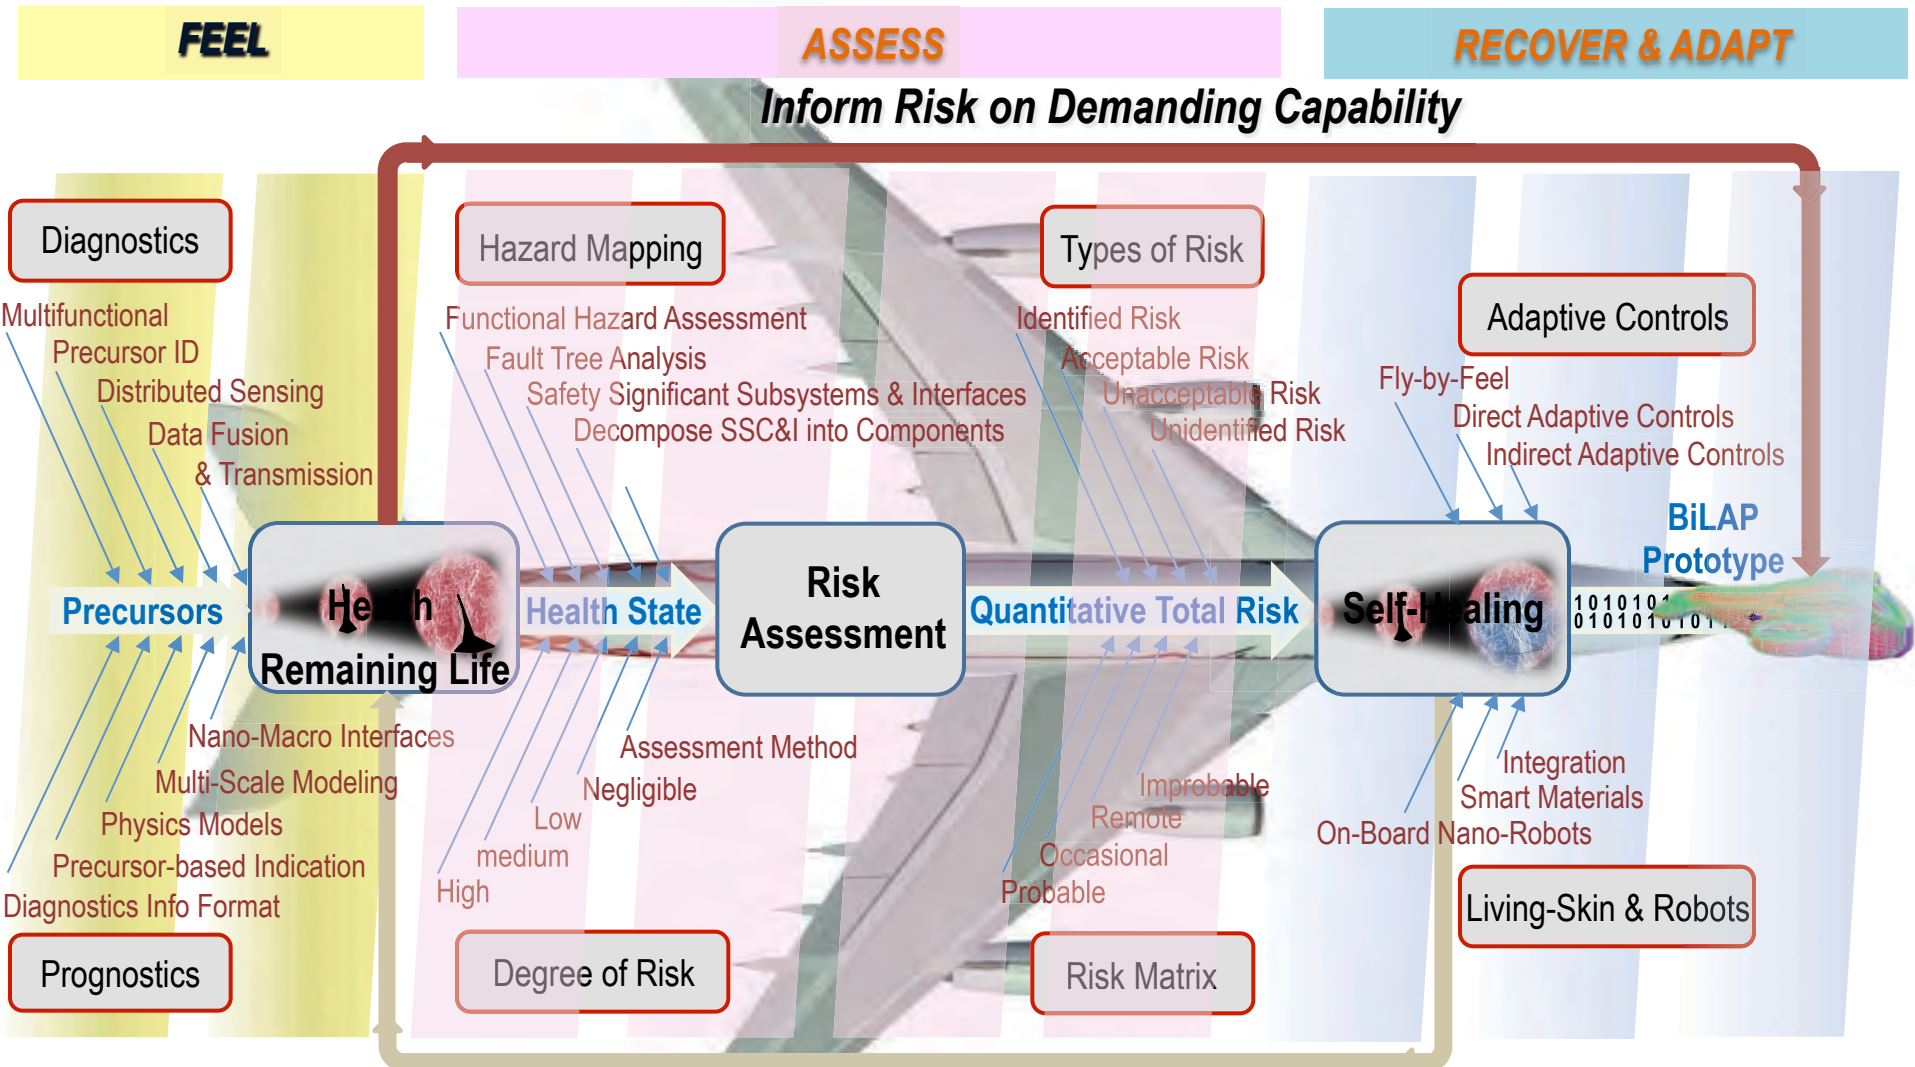 FEEL
ASSESS
RECOVER & ADAPT
Inform Risk on Demanding Capability
Diagnostics
Multifunctional
Precursor ID
Distributed Sensing
Data Fusion
& Transmission
Hazard Mapping
Functional Hazard Assessment
Fault Tree Analysis
Safety Significant Subsystems & Interfaces
Decompose SSC&I into Components
Types of Risk
Identified Risk
Acceptable Risk
Unacceptable Risk
Unidentified Risk
Adaptive Controls
Fly-by-Feel
Direct Adaptive Controls
Indirect Adaptive Controls
BiLAP
Prototype
Precursors
Health
Remaining Life
Health State
Risk
Assessment
Quantitative Total Risk
Self-Healing
Nano-Macro Interfaces
Multi-Scale Modeling
Physics Models
Precursor-based Indication
Diagnostics Info Format
Prognostics
Assessment Method
Negligible
Low
medium
High
Degree of Risk
Improbable
Remote
Occasional
Probable
Risk Matrix
Integration
Smart Materials
On-Board Nano-Robots
Living-Skin & Robots